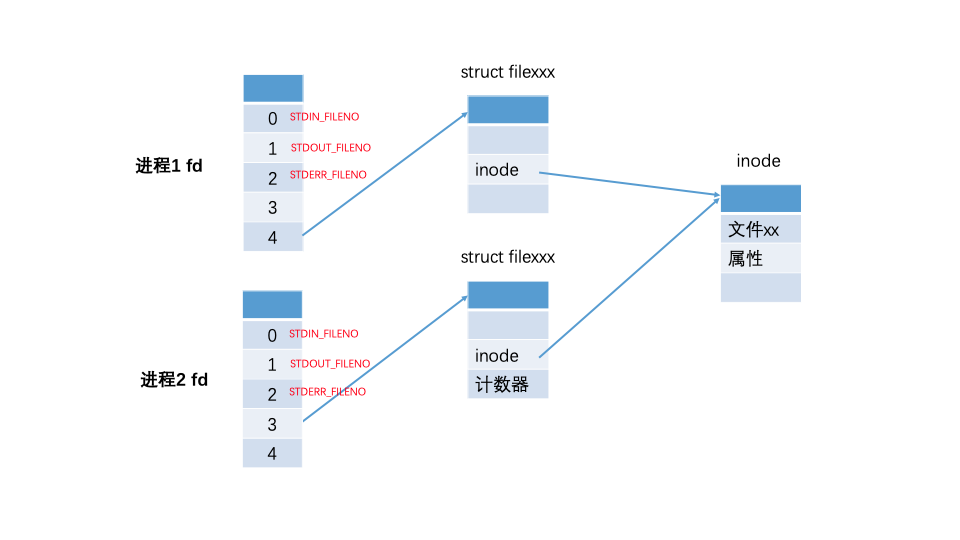 进程1 fd
0 STDIN_FILENO
1 STDOUT_FILENO
2 STDERR_FILENO
3
4
struct filexxx
inode
inode
文件xx
属性
进程2 fd
0 STDIN_FILENO
1 STDOUT_FILENO
2 STDERR_FILENO
3
4
struct filexxx
inode
计数器